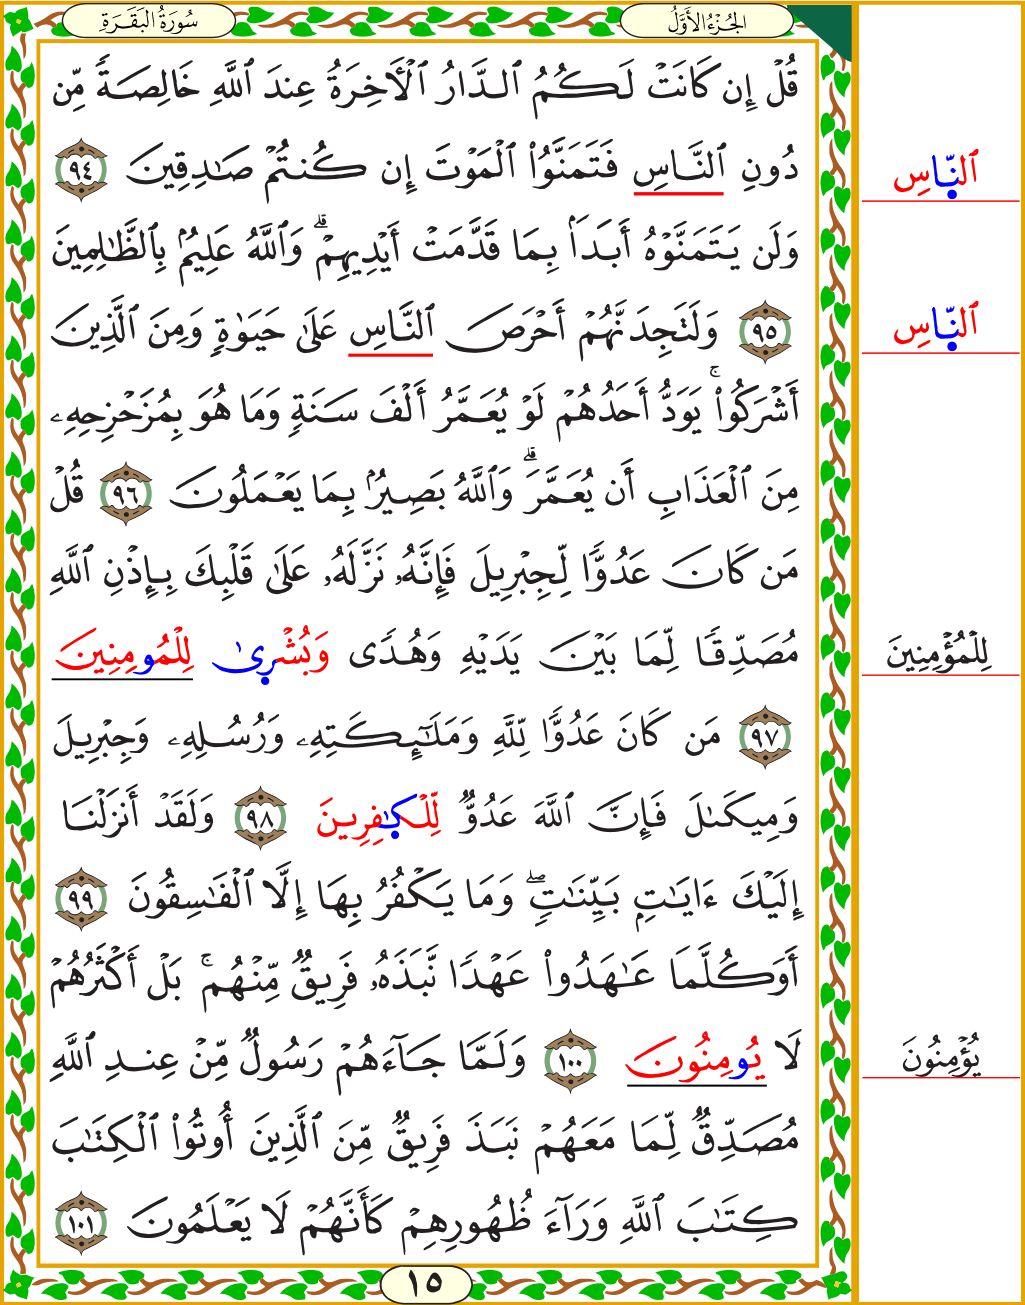 سُورَةُ البَقَرَةِ
الجُزْءُ الأَوَّلُ
قُلْ إِن كَانَتْ لَكُمُ ٱلدَّارُ ٱلْأٓخِرَةُ عِندَ ٱللَّهِ خَالِصَةً مِّن
دُونِ ٱلنَّاسِ فَتَمَنَّوُا۟ ٱلْمَوْتَ إِن كُنتُمْ صَـٰدِقِينَ ٩٤
ٱلنَّاسِ
وَلَن يَتَمَنَّوْهُ أَبَدًۢا بِمَا قَدَّمَتْ أَيْدِيهِمْ ۗ وَٱللَّهُ عَلِيمٌۢ بِٱلظَّـٰلِمِينَ
٩٥ وَلَتَجِدَنَّهُمْ أَحْرَصَ ٱلنَّاسِ عَلَىٰ حَيَوٰةٍ وَمِنَ ٱلَّذِينَ
ٱلنَّاسِ
أَشْرَكُوا۟ ۚ يَوَدُّ أَحَدُهُمْ لَوْ يُعَمَّرُ أَلْفَ سَنَةٍ وَمَا هُوَ بِمُزَحْزِحِهِۦ
مِنَ ٱلْعَذَابِ أَن يُعَمَّرَ ۗ وَٱللَّهُ بَصِيرٌۢ بِمَا يَعْمَلُونَ ٩٦ قُلْ
مَن كَانَ عَدُوًّا لِّجِبْرِيلَ فَإِنَّهُۥ نَزَّلَهُۥ عَلَىٰ قَلْبِكَ بِإِذْنِ ٱللَّهِ
مُصَدِّقًا لِّمَا بَيْنَ يَدَيْهِ وَهُدًى وَبُشْرِىٰ لِلْمُومِنِينَ
لِلْمُؤْمِنِينَ
٩٧ مَن كَانَ عَدُوًّا لِّلَّهِ وَمَلَـٰٓئِكَتِهِۦ وَرُسُلِهِۦ وَجِبْرِيلَ
وَمِيكَىٰلَ فَإِنَّ ٱللَّهَ عَدُوٌّ لِّلْكَـٰفِرِينَ ٩٨ وَلَقَدْ أَنزَلْنَا
إِلَيْكَ ءَايَـٰتٍۭ بَيِّنَـٰتٍ ۖ وَمَا يَكْفُرُ بِهَا إِلَّا ٱلْفَـٰسِقُونَ ٩٩
أَوَكُلَّمَا عَـٰهَدُوا۟ عَهْدًا نَّبَذَهُۥ فَرِيقٌ مِّنْهُم ۚ بَلْ أَكْثَرُهُمْ
لَا يُومِنُونَ ١٠٠ وَلَمَّا جَآءَهُمْ رَسُولٌ مِّنْ عِندِ ٱللَّهِ
يُؤْمِنُونَ
مُصَدِّقٌ لِّمَا مَعَهُمْ نَبَذَ فَرِيقٌ مِّنَ ٱلَّذِينَ أُوتُوا۟ ٱلْكِتَـٰبَ
كِتَـٰبَ ٱللَّهِ وَرَآءَ ظُهُورِهِمْ كَأَنَّهُمْ لَا يَعْلَمُونَ ١٠١
١٥